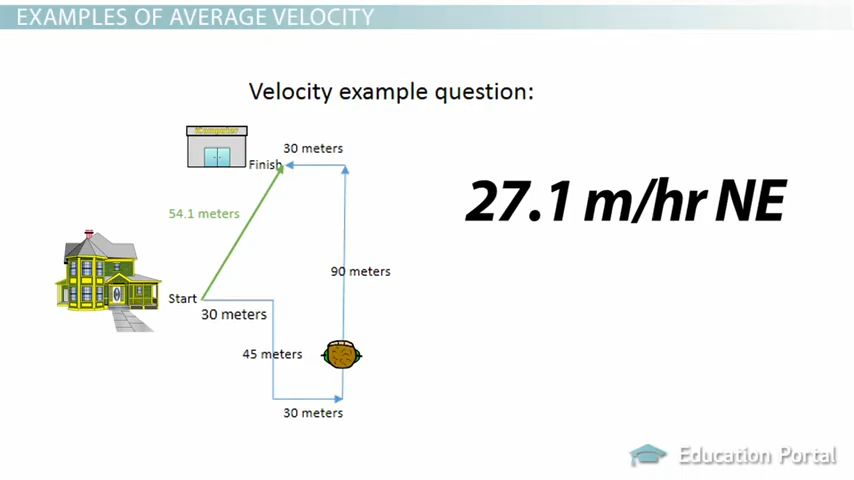 EXAMPLES OF AVERAGE VELOCITY
Velocity example question:
Computer
30 meters
Finish
54.1 meters
27.1 m/hr NE
90 meters
Start
30 meters
45 meters
30 meters
Education Portal